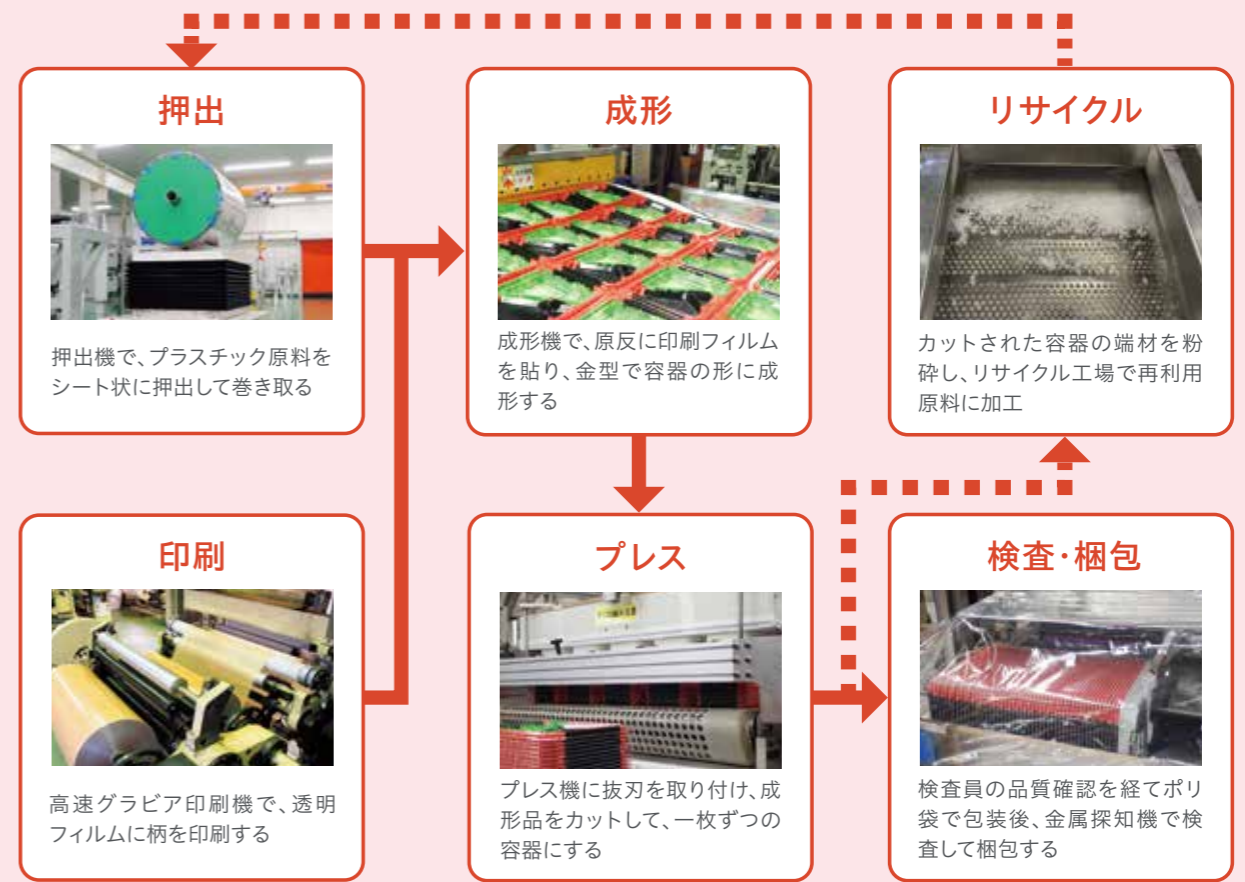 押出
押出機で、プラスチック原料を
シート状に押出して巻き取る
成形
成形機で、原反に印刷フィルム
を貼り、金型で容器の形に成
形する
リサイクル
カットされた容器の端材を粉
砕し、リサイクル工場で再利用
原料に加工
印刷
高速グラビア印刷機で、透明
フィルムに柄を印刷する
プレス
プレス機に抜刃を取り付け、成
形品をカットして、一枚ずつの
容器にする
検査・梱包
検査員の品質確認を経てポリ
袋で包装後、金属探知機で検
査して梱包する